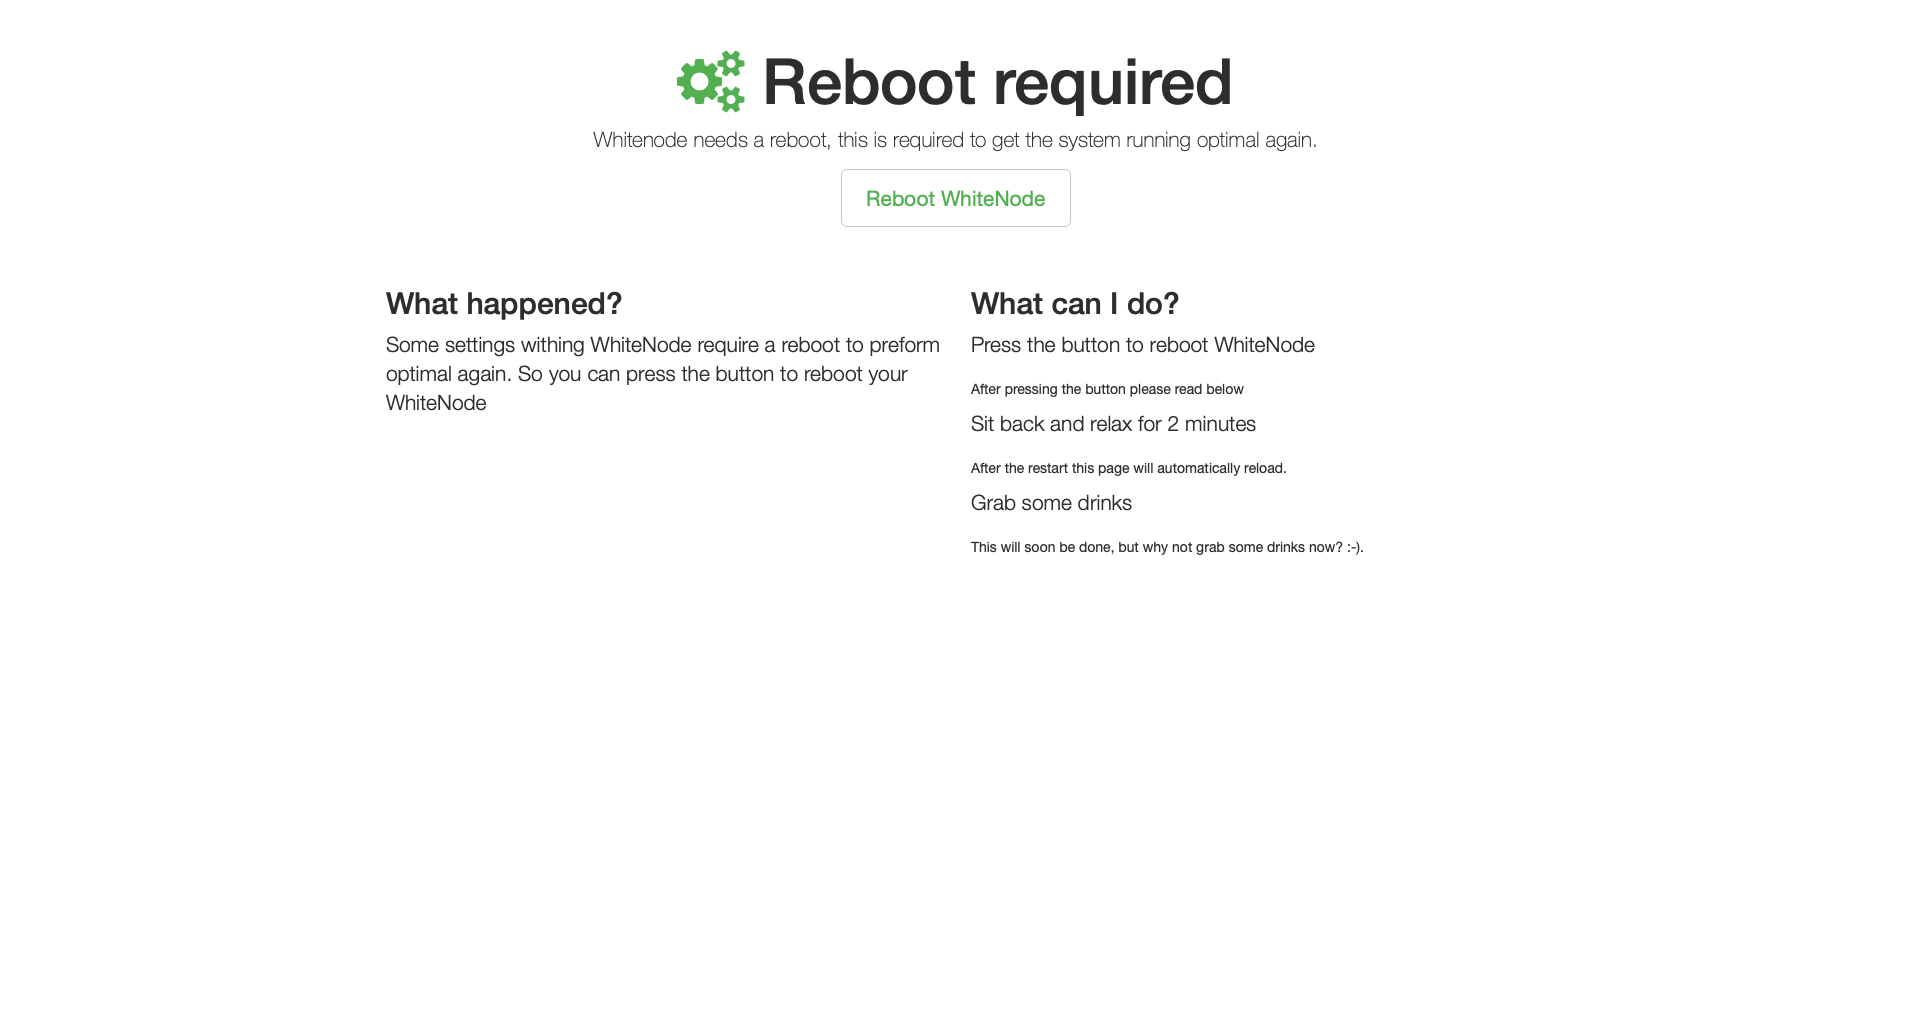 Reboot required
Whitenode needs a reboot, this is required to get the system running optimal again.
Reboot WhiteNode
What happened?
Some settings withing WhiteNode require a reboot to preform
optimal again. So you can press the button to reboot your
WhiteNode
What can I do?
Press the button to reboot WhiteNode
After pressing the button please read below
Sit back and relax for 2 minutes
After the restart this page will automatically reload.
Grab some drinks
This will soon be done, but why not grab some drinks now? :-).